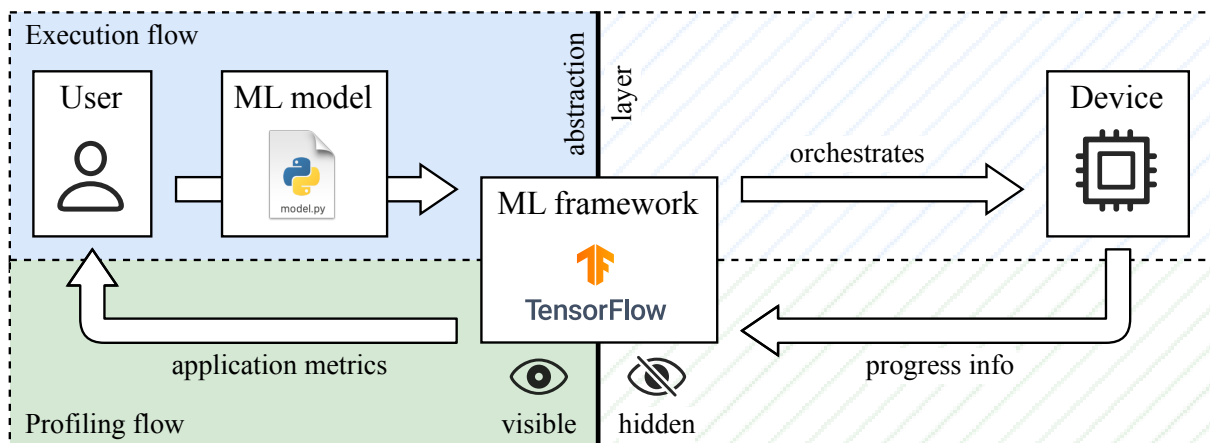 Execution flow
User
ML model
model.py
abstraction
layer
orchestrates
Device
ML framework
TensorFlow
application metrics
progress info
visible
hidden
Profiling flow